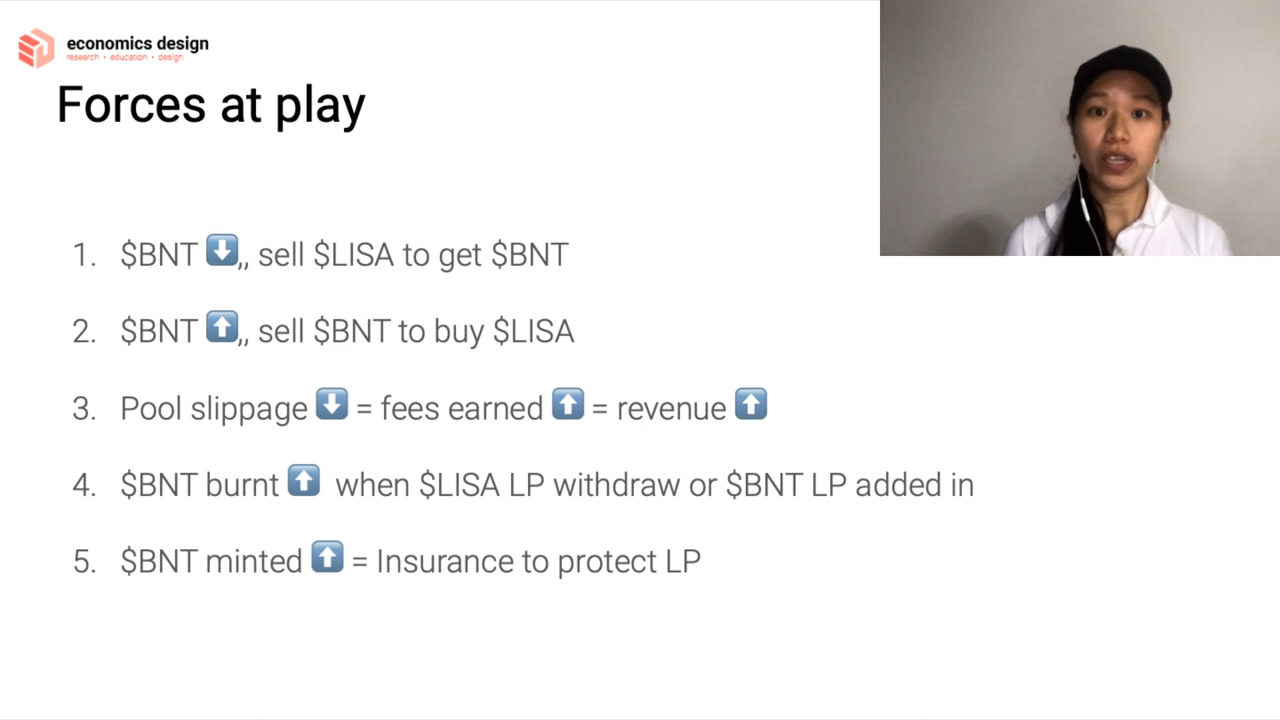 economics design
research • education • design
Forces at play
1. $BNT ⬇️,, sell $LISA to get $BNT
2. $BNT ⬆️,, sell $BNT to buy $LISA
3. Pool slippage ⬇️ = fees earned ⬆️ = revenue ⬆️
4. $BNT burnt ⬆️ when $LISA LP withdraw or $BNT LP added in
5. $BNT minted ⬆️ = Insurance to protect LP